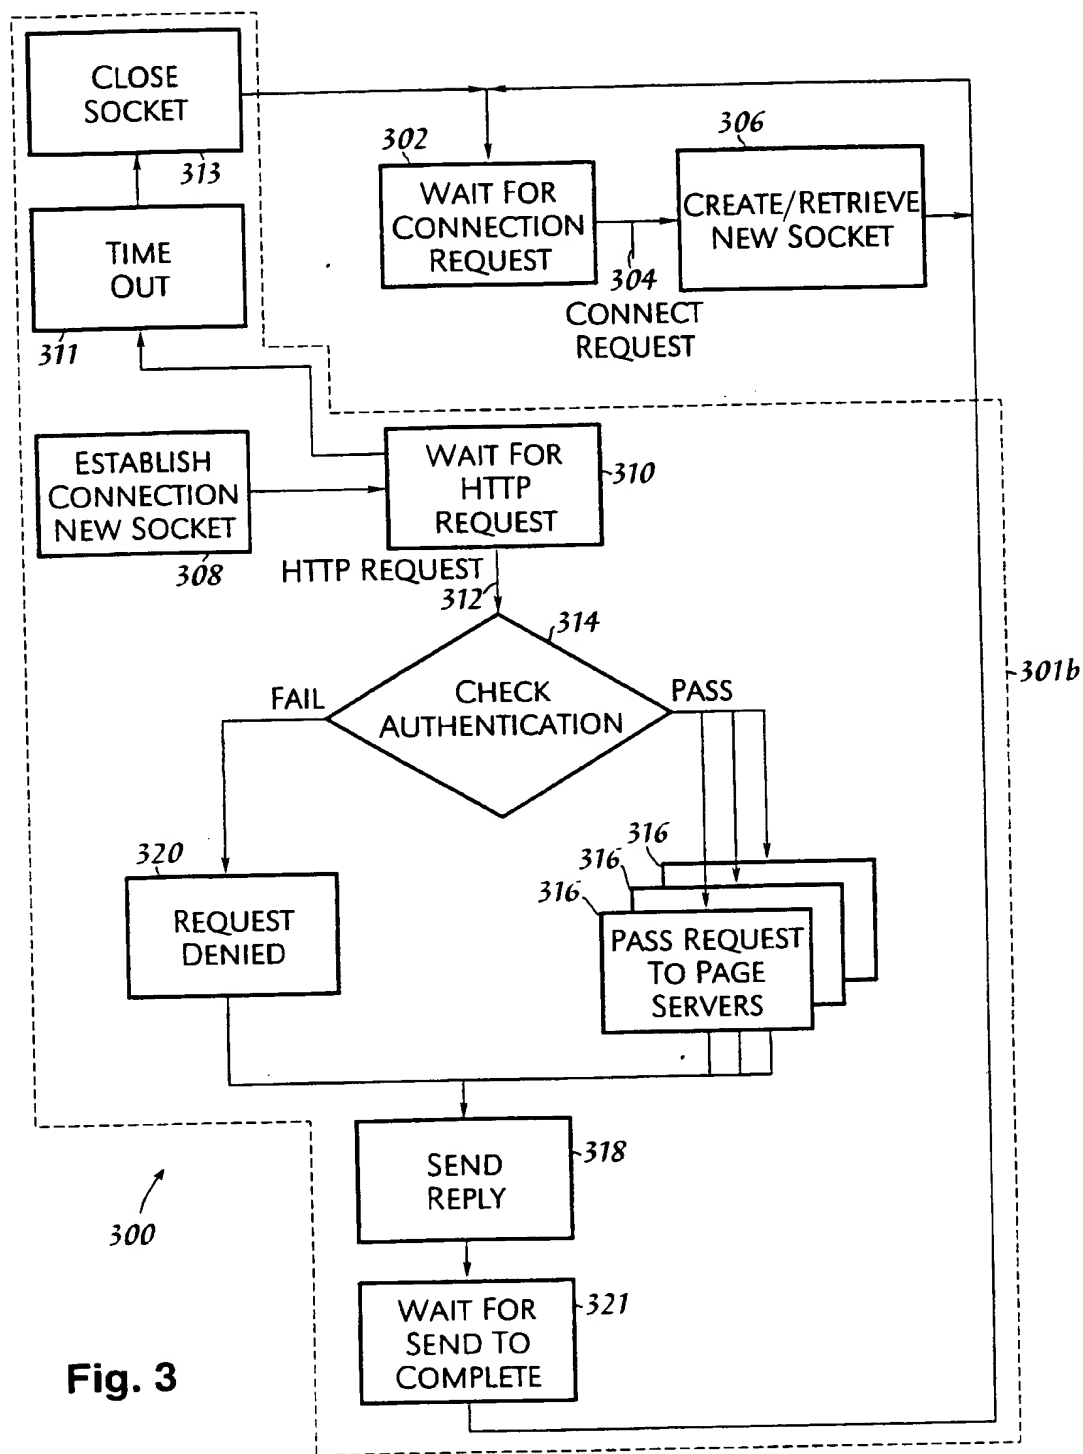 CLOSE
SOCKET
313
TIME
OUT
311
302
WAIT FOR
CONNECTION
REQUEST
304
CONNECT
REQUEST
306
CREATE/RETRIEVE
NEW SOCKET
ESTABLISH
CONNECTION
NEW SOCKET
308
WAIT FOR
HTTP
REQUEST
310
HTTP REQUEST
312
314
CHECK
AUTHENTICATION
FAIL
PASS
301b
320
REQUEST
DENIED
316
316
316
PASS REQUEST
TO PAGE
SERVERS
SEND
REPLY
318
300
WAIT FOR
SEND TO
COMPLETE
321
Fig. 3